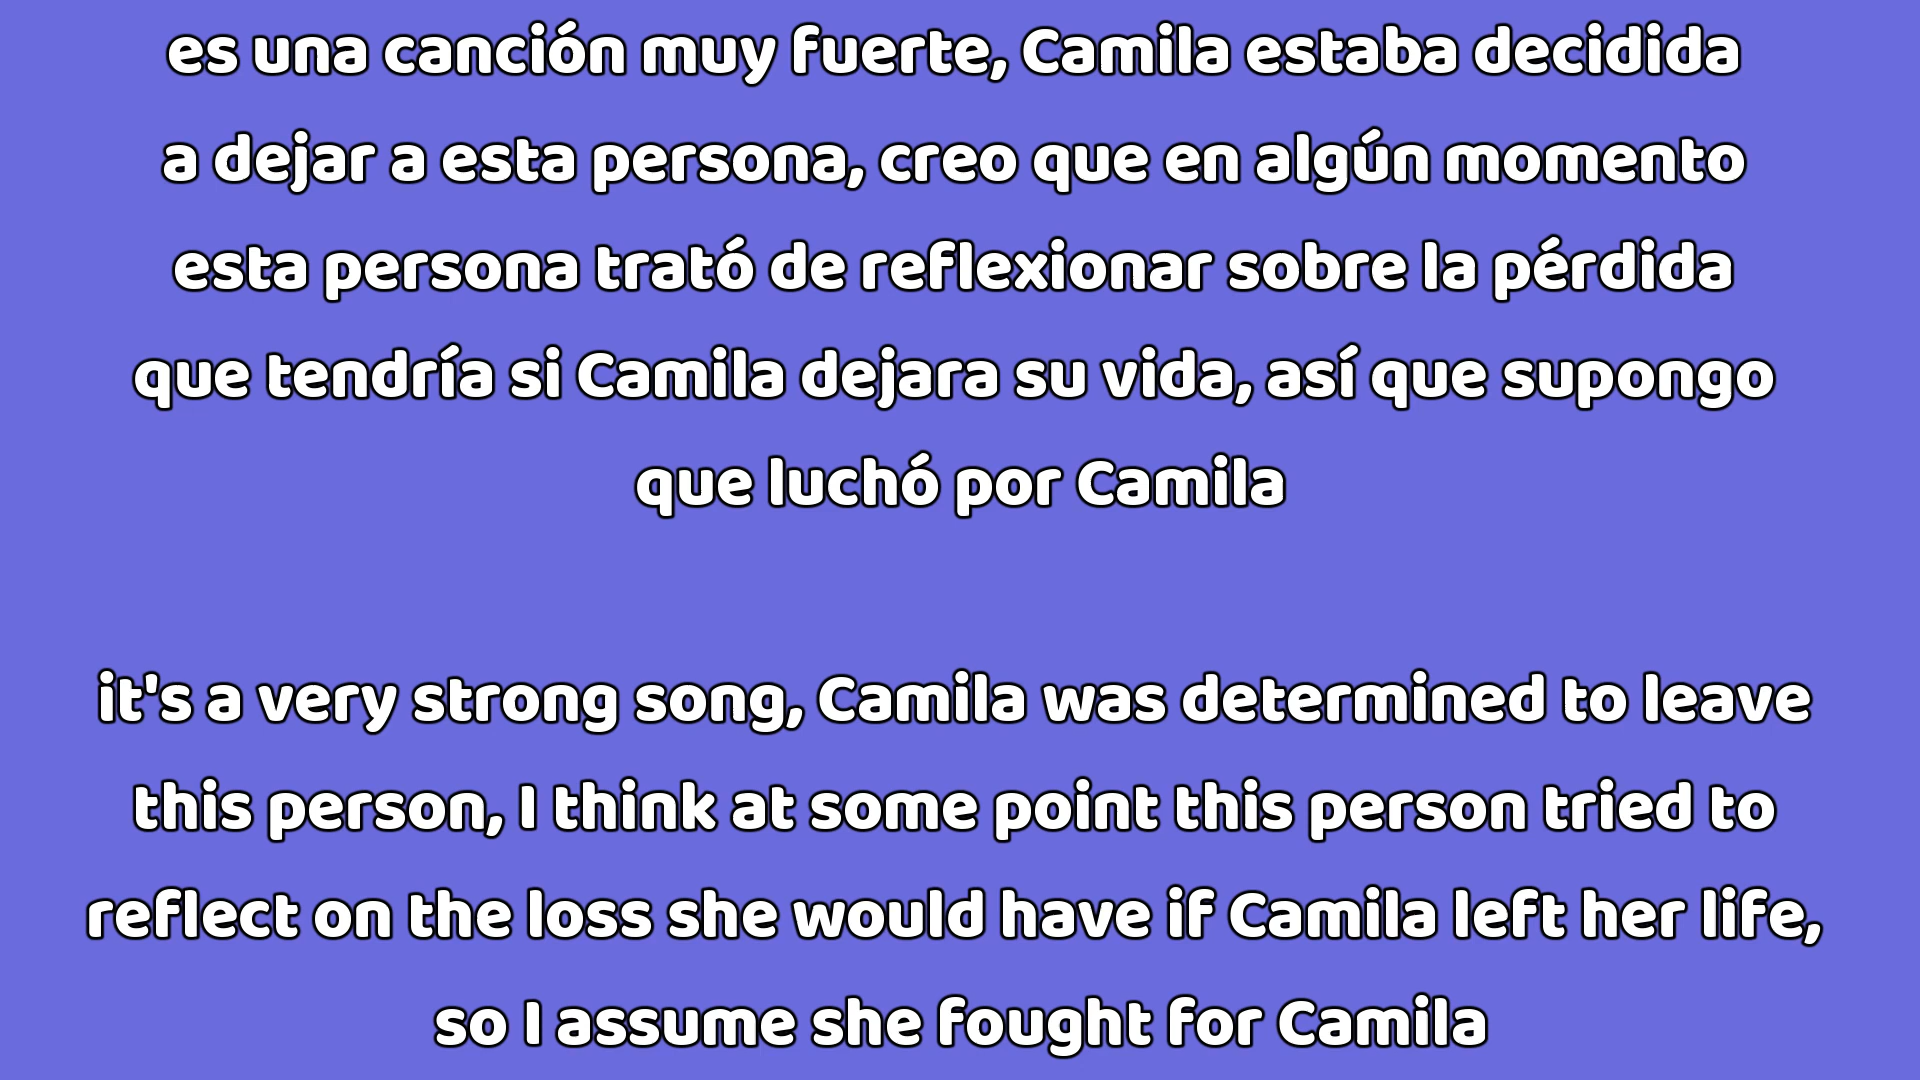 es una canción muy fuerte, Camila estaba decidida
a dejar a esta persona, creo que en algún momento
esta persona trató de reflexionar sobre la pérdida
que tendría si Camila dejara su vida, así que supongo
que luchó por Camila
it's a very strong song, Camila was determined to leave
this person, I think at some point this person tried to
reflect on the loss she would have if Camila left her life,
so I assume she fought for Camila